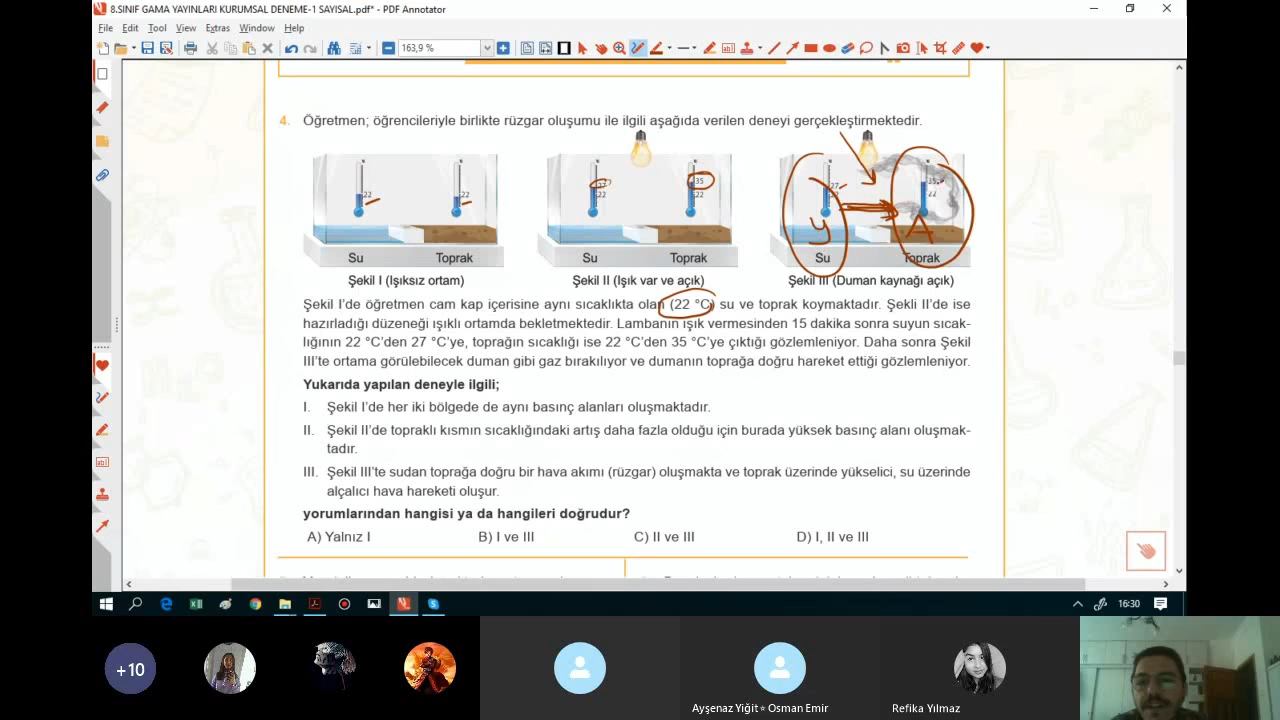 8.SINIF GAMA YAYINLARI KURUMSAL DENEME-1 SAYISAL.pdf* - PDF Annotator
File Edit Tool View Extras Window Help
163,9 %
4. Öğretmen; öğrencileriyle birlikte rüzgar oluşumu ile ilgili aşağıda verilen deneyi gerçekleştirmektedir.
22 22 27 22 35 22 27 22 35 22
Y A
Su Toprak Su Toprak Su Toprak
Şekil I (Işıksız ortam) Şekil II (Işık var ve açık) Şekil III (Duman kaynağı açık)
Şekil I'de öğretmen cam kap içerisine aynı sıcaklıkta olan (22 °C) su ve toprak koymaktadır. Şekli II'de ise
hazırladığı düzeneği ışıklı ortamda bekletmektedir. Lambanın ışık vermesinden 15 dakika sonra suyun sıcak-
lığının 22 °C'den 27 °C'ye, toprağın sıcaklığı ise 22 °C'den 35 °C'ye çıktığı gözlemleniyor. Daha sonra Şekil
III'te ortama görülebilecek duman gibi gaz bırakılıyor ve dumanın toprağa doğru hareket ettiği gözlemleniyor.
Yukarıda yapılan deneyle ilgili;
I. Şekil I'de her iki bölgede de aynı basınç alanları oluşmaktadır.
II. Şekil II'de topraklı kısmın sıcaklığındaki artış daha fazla olduğu için burada yüksek basınç alanı oluşmak-
tadır.
III. Şekil III'te sudan toprağa doğru bir hava akımı (rüzgar) oluşmakta ve toprak üzerinde yükselici, su üzerinde
alçalıcı hava hareketi oluşur.
yorumlarından hangisi ya da hangileri doğrudur?
A) Yalnız I B) I ve III C) II ve III D) I, II ve III
16:30
+10
Ayşenaz Yiğit⭐Osman Emir
Refika Yılmaz